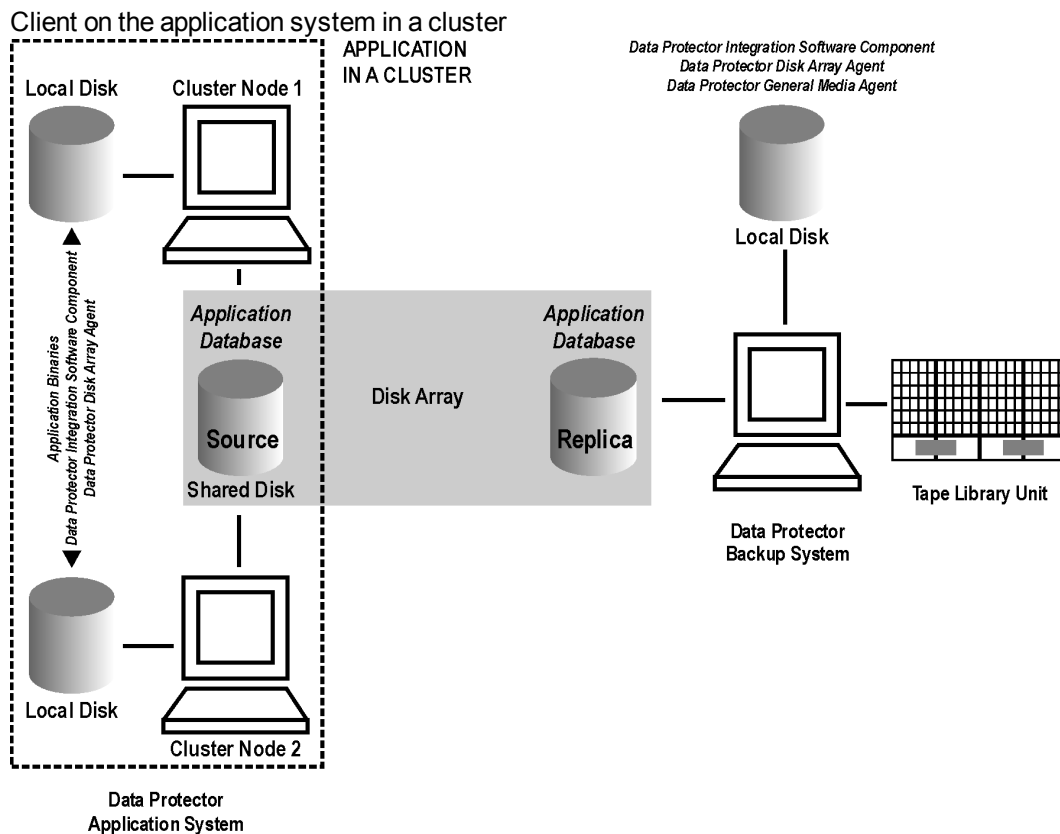 Client on the application system in a cluster
APPLICATION
IN A CLUSTER
Data Protector Integration Software Component
Data Protector Disk Array Agent
Data Protector General Media Agent
Local Disk
Cluster Node 1
Local Disk
Application Binaries
Data Protector Integration Software Component
Data Protector Disk Array Agent
Application
Database
Source
Shared Disk
Disk Array
Application
Database
Replica
Tape Library Unit
Data Protector
Backup System
Local Disk
Cluster Node 2
Data Protector
Application System